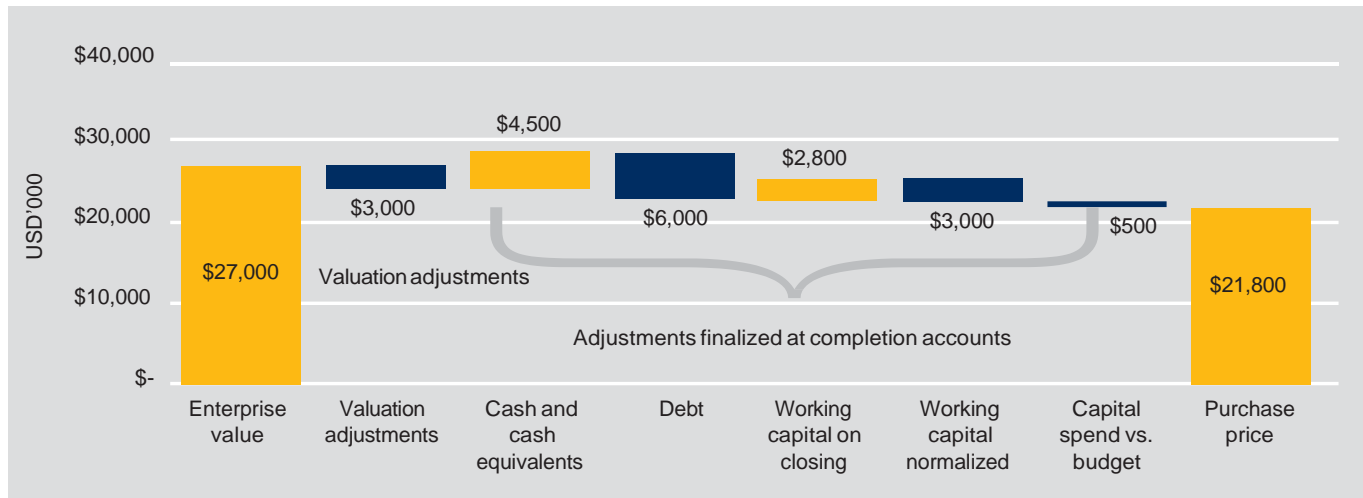 $40,000
$30,000
$20,000
$10,000
$-
USD'000
$27,000
$3,000
$4,500
$6,000
$2,800
$3,000
$500
$21,800
Valuation adjustments
Adjustments finalized at completion accounts
Enterprise
value
Valuation
adjustments
Cash and
cash
equivalents
Debt
Working
capital on
closing
Working
capital
normalized
Capital
spend vs.
budget
Purchase
price